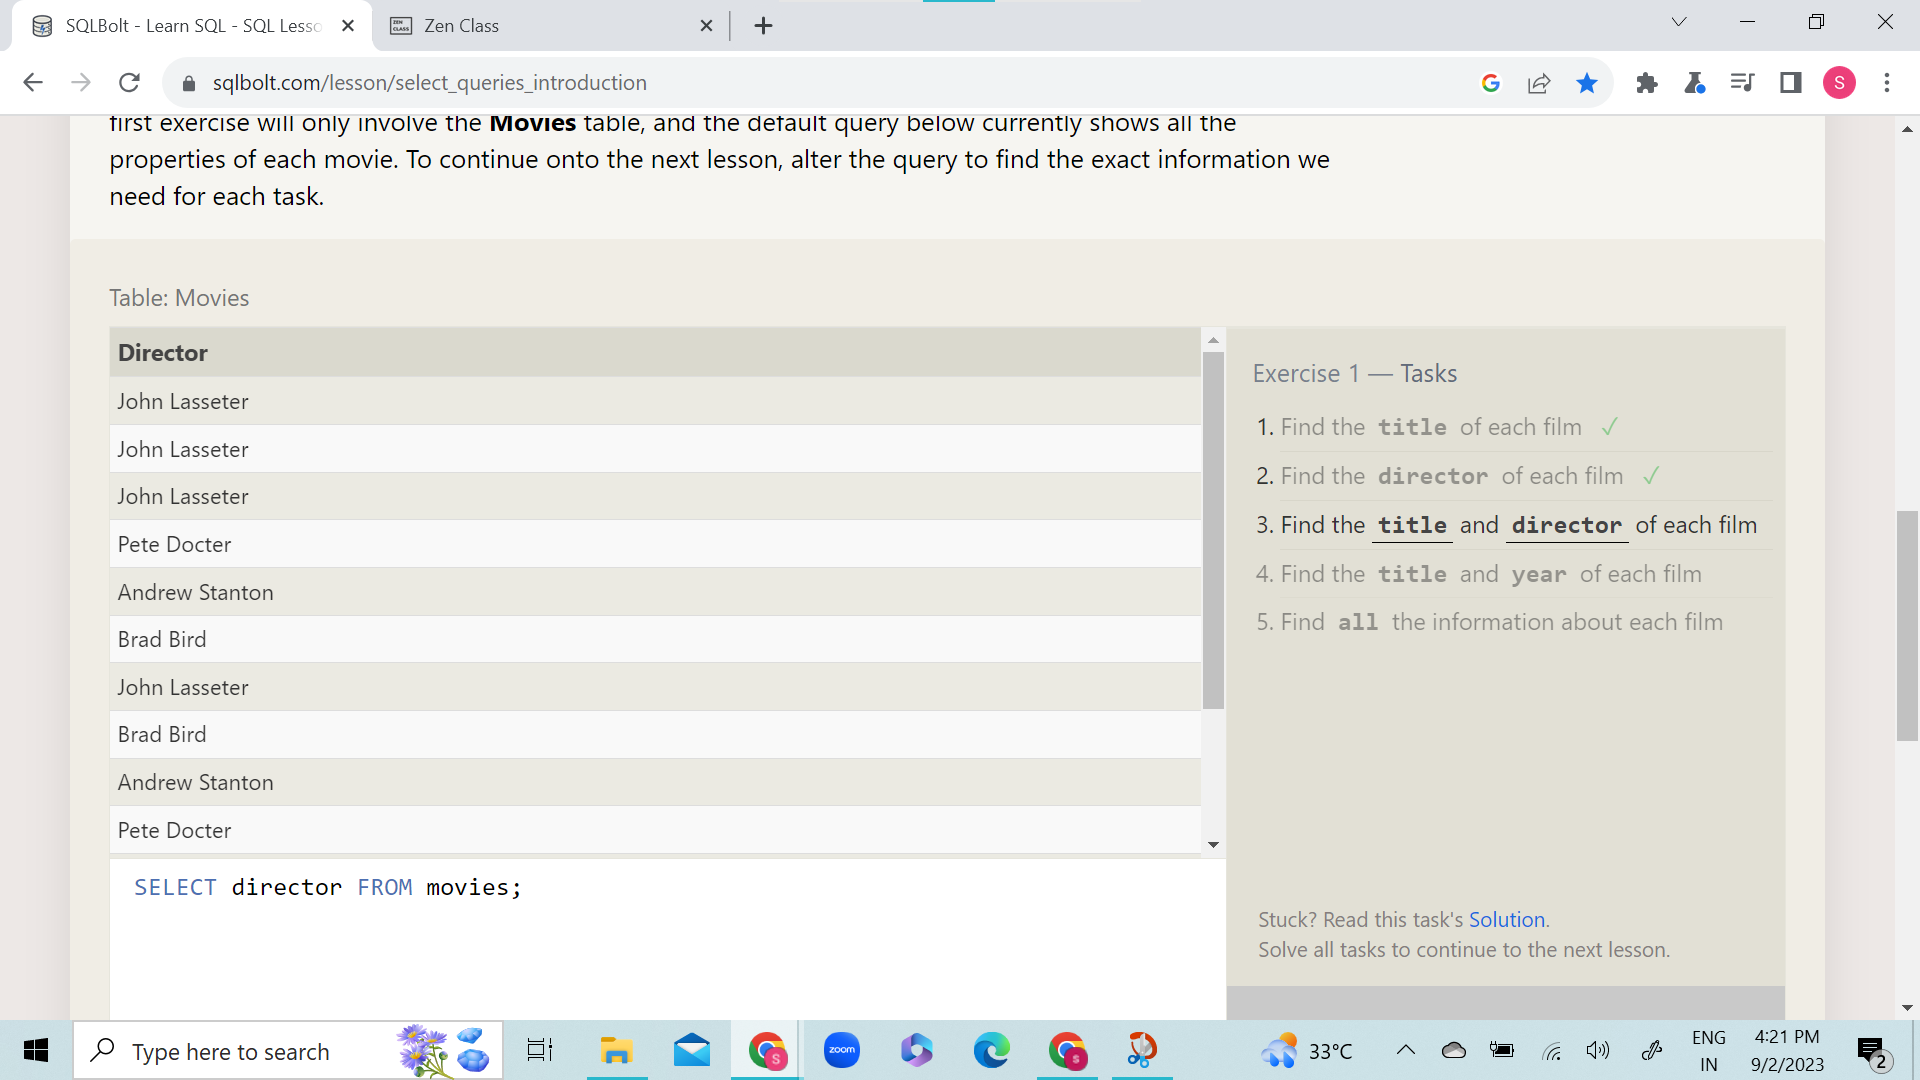 SQLBolt - Learn SQL - SQL Lesso
Zen Class
sqlbolt.com/lesson/select_queries_introduction
S
first exercise will only involve the Movies table, and the default query below currently shows all the
properties of each movie. To continue onto the next lesson, alter the query to find the exact information we
need for each task.
Table: Movies
Director
John Lasseter
John Lasseter
John Lasseter
Pete Docter
Andrew Stanton
Brad Bird
John Lasseter
Brad Bird
Andrew Stanton
Pete Docter
SELECT director FROM movies;
Exercise 1 — Tasks
1. Find the title of each film ✓
2. Find the director of each film ✓
3. Find the title and director of each film
4. Find the title and year of each film
5. Find all the information about each film
Stuck? Read this task's Solution.
Solve all tasks to continue to the next lesson.
Type here to search
S
zoom
S
33°C
ENG
IN
4:21 PM
9/2/2023
2